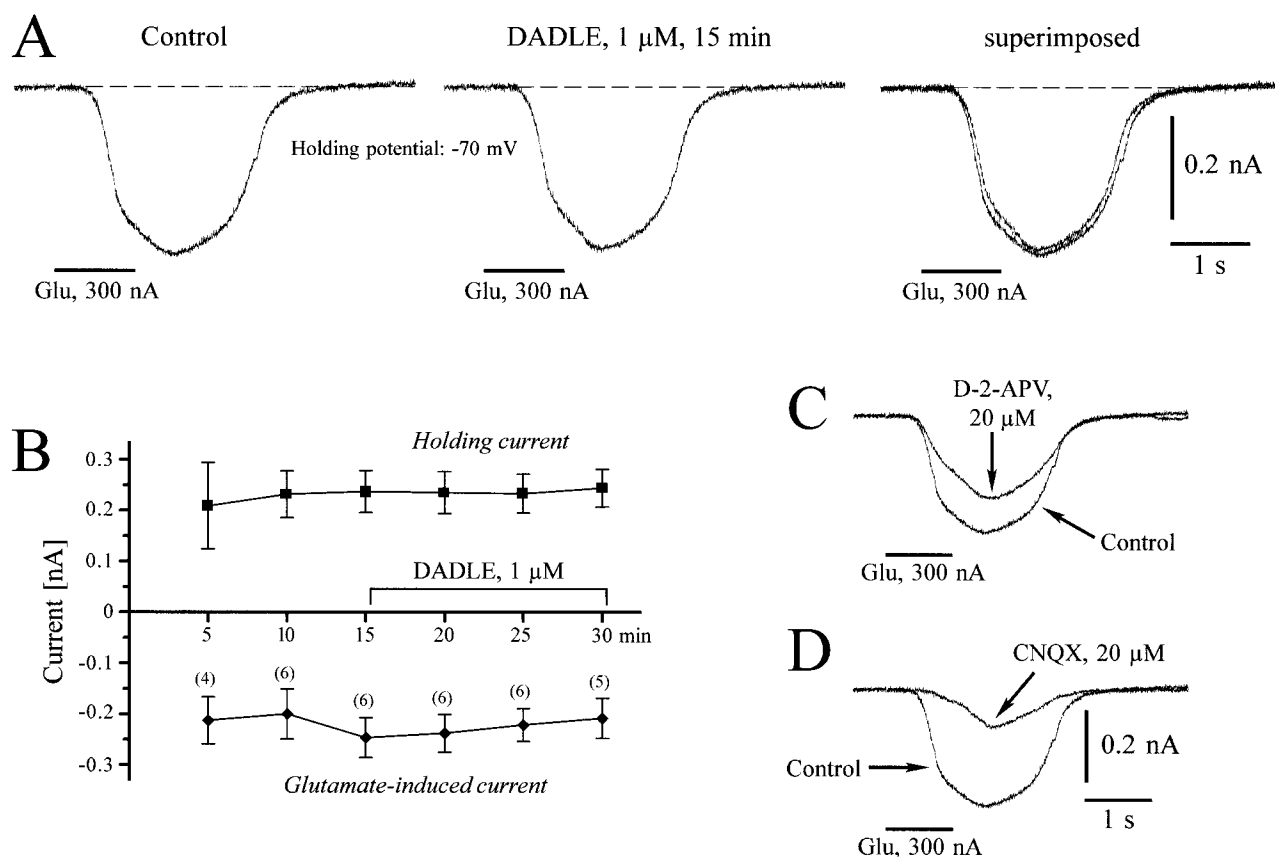 A
Control
DADLE, 1 µM, 15 min
superimposed
Holding potential: -70 mV
0.2 nA
1 s
Glu, 300 nA
Glu, 300 nA
Glu, 300 nA
B
Holding current
Current [nA]
0.3
0.2
0.1
0
-0.1
-0.2
-0.3
DADLE, 1 µM
5
10
15
20
25
30 min
(4)
(6)
(6)
(6)
(6)
(5)
Glutamate-induced current
C
D-2-APV,
20 µM
Control
Glu, 300 nA
D
CNQX, 20 µM
Control
0.2 nA
1 s
Glu, 300 nA